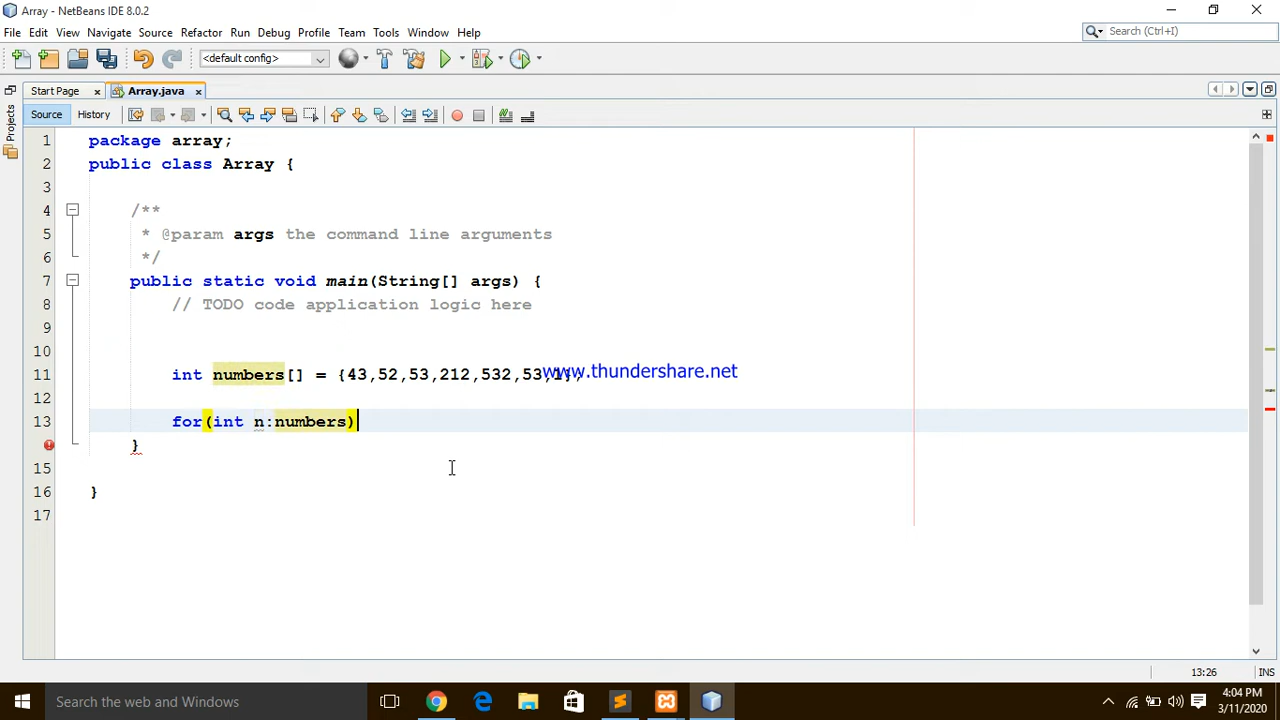 Array - NetBeans IDE 8.0.2
File Edit View Navigate Source Refactor Run Debug Profile Team Tools Window Help
Search (Ctrl+I)
<default config>
Start Page Array.java
Source History
Projects
1 package array;
2 public class Array {
3
4 /**
5 * @param args the command line arguments
6 */
7 public static void main(String[] args) {
8 // TODO code application logic here
9
10
11 int numbers[] = {43,52,53,212,532,53,1};
www.thundershare.net
12
13 for(int n:numbers)
}
15
16 }
17
13:26 INS
Search the web and Windows
4:04 PM
3/11/2020